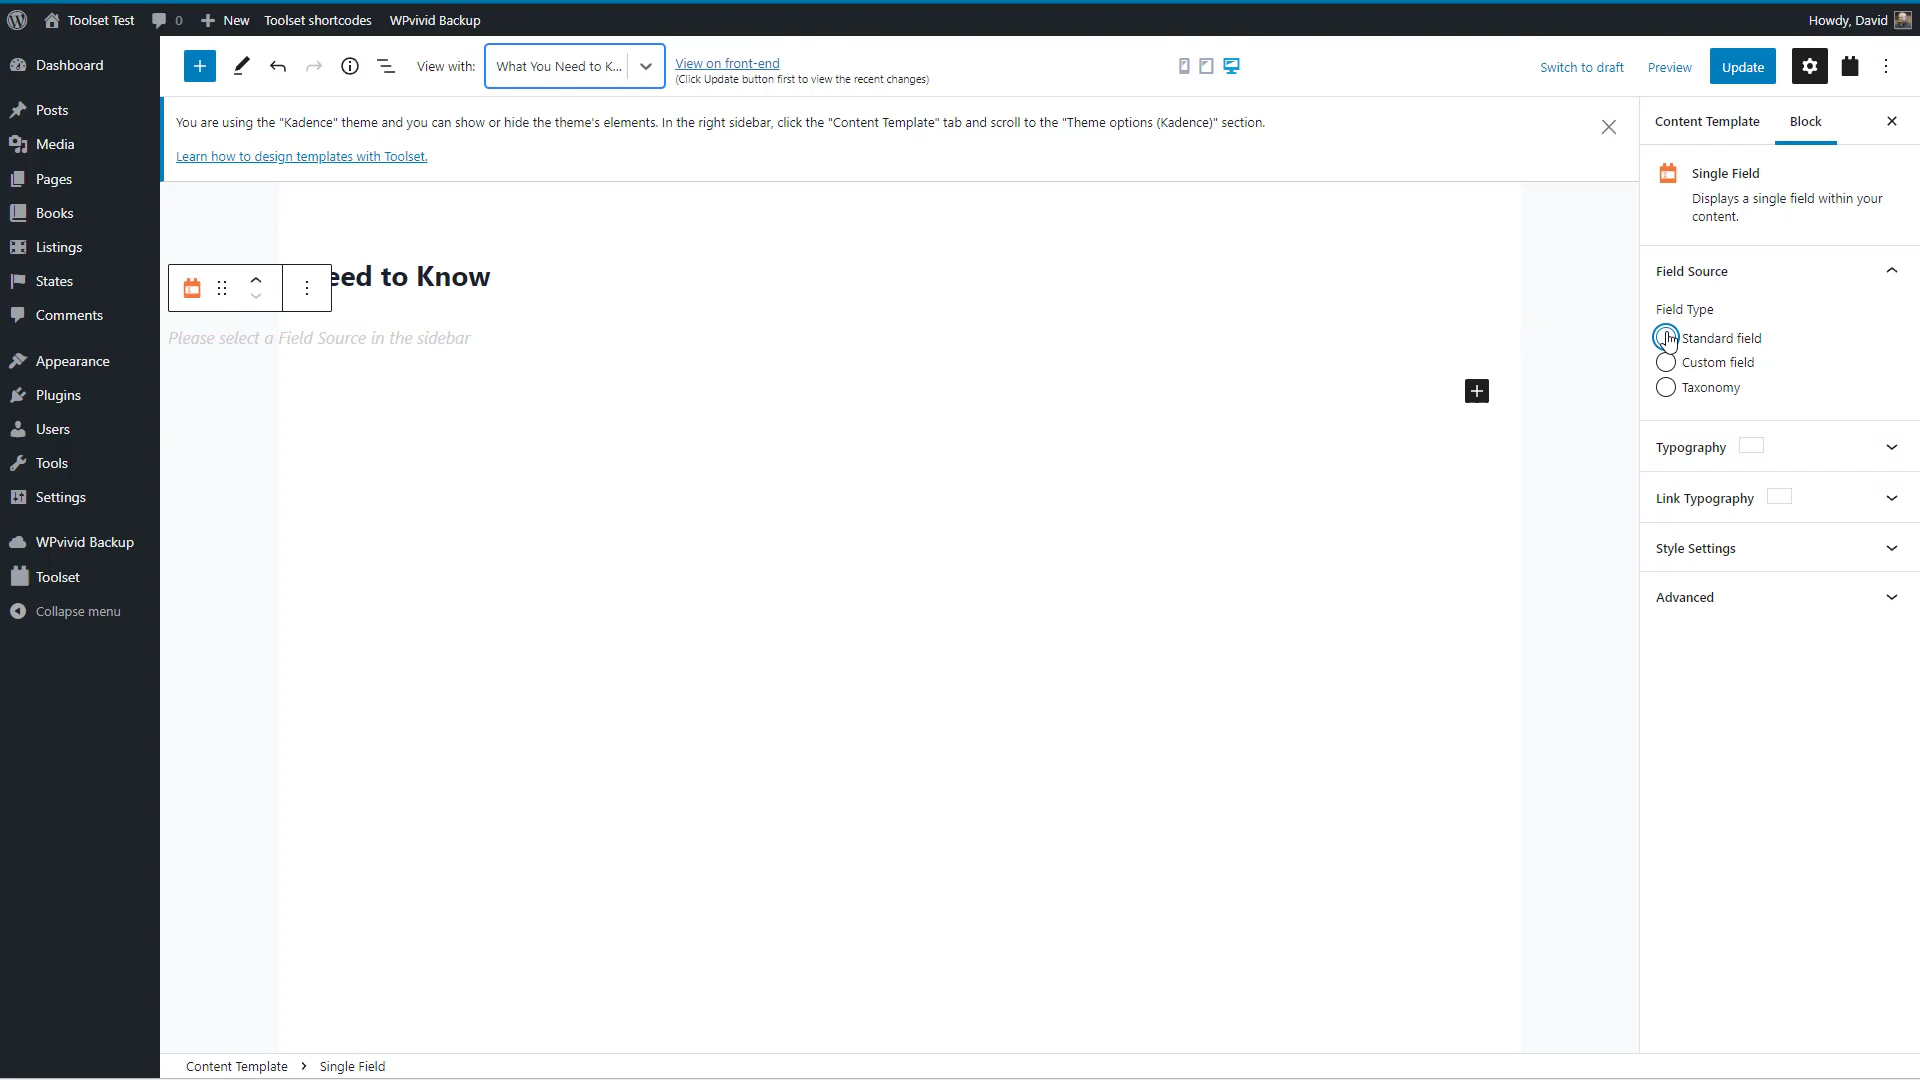 Toolset Test
0
New
Toolset shortcodes
WPvivid Backup
Howdy, David
Dashboard
Posts
Media
Pages
Books
Listings
States
Comments
Appearance
Plugins
Users
Tools
Settings
WPvivid Backup
Toolset
Collapse menu
View with:
What You Need to K...
View on front-end
(Click Update button first to view the recent changes)
Switch to draft
Preview
Update
You are using the "Kadence" theme and you can show or hide the theme's elements. In the right sidebar, click the "Content Template" tab and scroll to the "Theme options (Kadence)" section.
Learn how to design templates with Toolset.
eed to Know
Please select a Field Source in the sidebar
Content Template
Block
Single Field
Displays a single field within your
content.
Field Source
Field Type
Standard field
Custom field
Taxonomy
Typography
Link Typography
Style Settings
Advanced
Content Template
Single Field